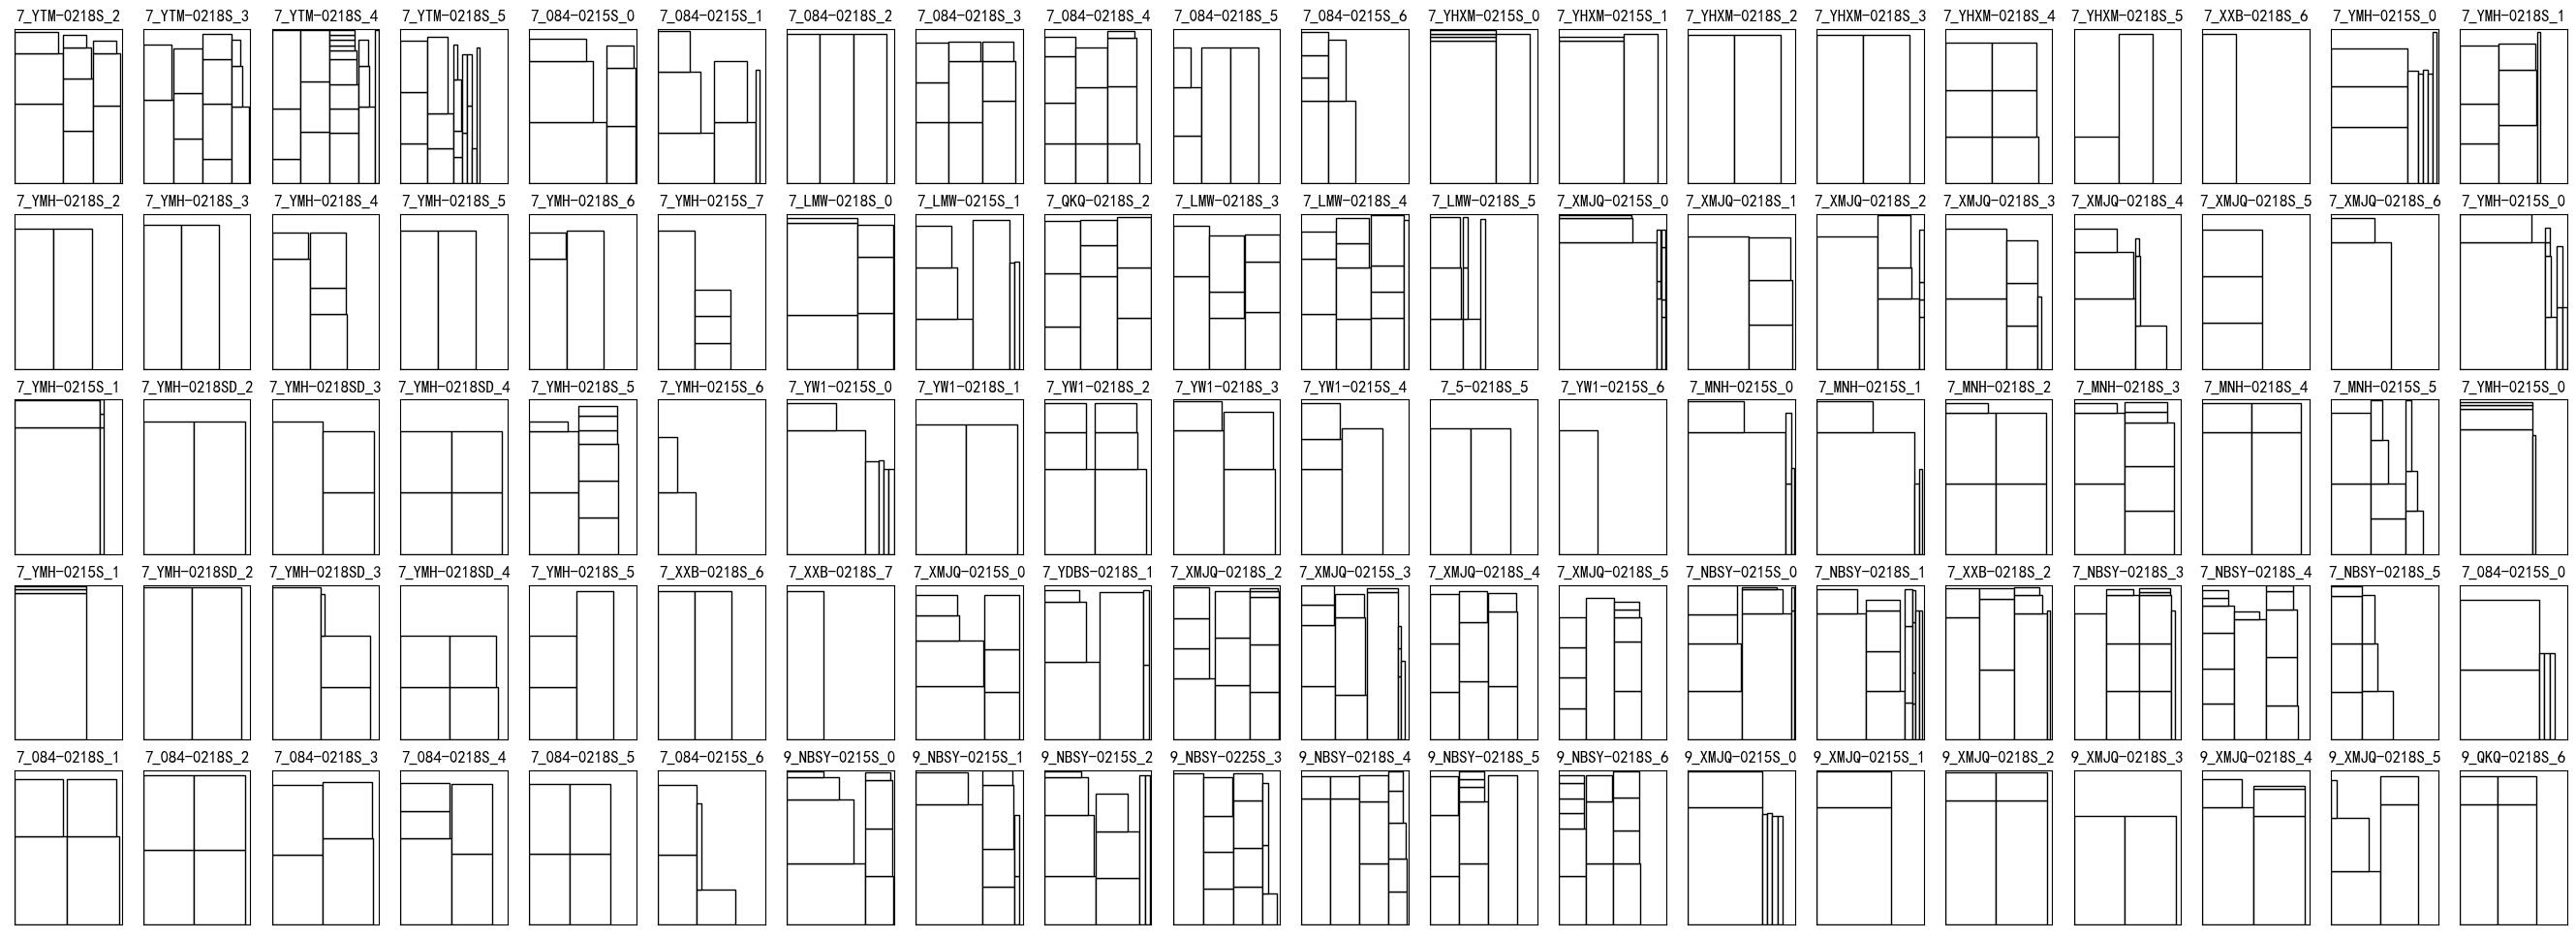 7_YTM-0218S_2 7_YTM-0218S_3 7_YTM-0218S_4 7_YTM-0218S_5 7_084-0215S_0 7_084-0215S_1 7_084-0218S_2 7_084-0218S_3 7_084-0218S_4 7_084-0218S_5 7_084-0215S_6 7_YHXM-0215S_0 7_YHXM-0215S_1 7_YHXM-0218S_2 7_YHXM-0218S_3 7_YHXM-0218S_4 7_YHXM-0218S_5 7_XXB-0218S_6 7_YMH-0215S_0 7_YMH-0218S_1
7_YMH-0218S_2 7_YMH-0218S_3 7_YMH-0218S_4 7_YMH-0218S_5 7_YMH-0218S_6 7_YMH-0215S_7 7_LMW-0218S_0 7_LMW-0215S_1 7_QKQ-0218S_2 7_LMW-0218S_3 7_LMW-0218S_4 7_LMW-0218S_5 7_XMJQ-0215S_0 7_XMJQ-0218S_1 7_XMJQ-0218S_2 7_XMJQ-0218S_3 7_XMJQ-0218S_4 7_XMJQ-0218S_5 7_XMJQ-0218S_6 7_YMH-0215S_0
7_YMH-0215S_1 7_YMH-0218SD_2 7_YMH-0218SD_3 7_YMH-0218SD_4 7_YMH-0218S_5 7_YMH-0215S_6 7_YW1-0215S_0 7_YW1-0218S_1 7_YW1-0218S_2 7_YW1-0218S_3 7_YW1-0215S_4 7_5-0218S_5 7_YW1-0215S_6 7_MNH-0215S_0 7_MNH-0215S_1 7_MNH-0218S_2 7_MNH-0218S_3 7_MNH-0218S_4 7_MNH-0215S_5 7_YMH-0215S_0
7_YMH-0215S_1 7_YMH-0218SD_2 7_YMH-0218SD_3 7_YMH-0218SD_4 7_YMH-0218S_5 7_XXB-0218S_6 7_XXB-0218S_7 7_XMJQ-0215S_0 7_YDBS-0218S_1 7_XMJQ-0218S_2 7_XMJQ-0215S_3 7_XMJQ-0218S_4 7_XMJQ-0218S_5 7_NBSY-0215S_0 7_NBSY-0218S_1 7_XXB-0218S_2 7_NBSY-0218S_3 7_NBSY-0218S_4 7_NBSY-0218S_5 7_084-0215S_0
7_084-0218S_1 7_084-0218S_2 7_084-0218S_3 7_084-0218S_4 7_084-0218S_5 7_084-0215S_6 9_NBSY-0215S_0 9_NBSY-0215S_1 9_NBSY-0215S_2 9_NBSY-0225S_3 9_NBSY-0218S_4 9_NBSY-0218S_5 9_NBSY-0218S_6 9_XMJQ-0215S_0 9_XMJQ-0215S_1 9_XMJQ-0218S_2 9_XMJQ-0218S_3 9_XMJQ-0218S_4 9_XMJQ-0218S_5 9_QKQ-0218S_6